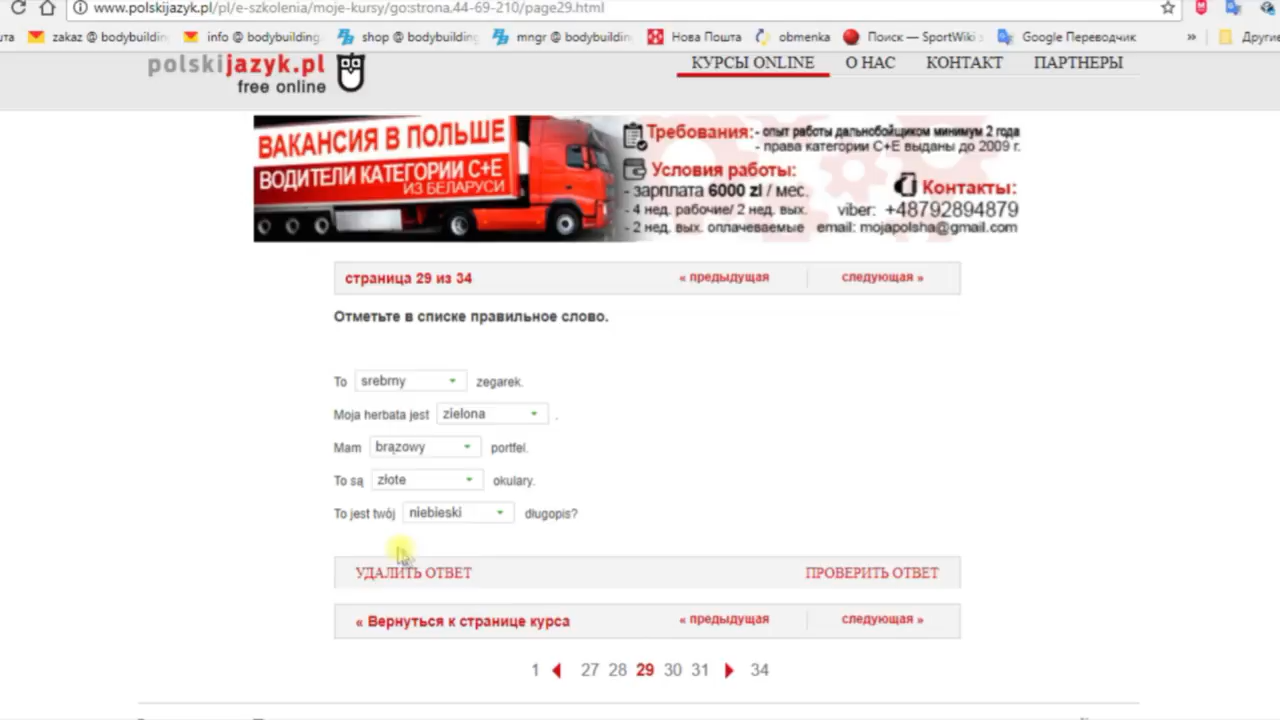 www.polskijazyk.pl/pl/e-szkolenia/moje-kursy/go:strona,44-69-210/page29.html
zakaz @ bodybuildin info @ bodybuilding shop @ bodybuilding mngr @ bodybuildin Нова Пошта obmenka Поиск — SportWiki Google Переводчик » Другие
polskijazyk.pl
free online
КУРСЫ ONLINE О НАС КОНТАКТ ПАРТНЕРЫ
ВАКАНСИЯ В ПОЛЬШЕ
ВОДИТЕЛИ КАТЕГОРИИ C+E
ИЗ БЕЛАРУСИ
Требования: - опыт работы дальнобойщиком минимум 2 года
- права категории C+E выданы до 2009 г.
Условия работы:
- зарплата 6000 zl / мес.
- 4 нед. рабочие/ 2 нед. вых.
- 2 нед. вых. оплачиваемые
Контакты:
viber: +48792894879
email: mojapolsha@gmail.com
страница 29 из 34 « предыдущая следующая »
Отметьте в списке правильное слово.
To srebrny zegarek.
Moja herbata jest zielona .
Mam brązowy portfel.
To są złote okulary.
To jest twój niebieski długopis?
УДАЛИТЬ ОТВЕТ ПРОВЕРИТЬ ОТВЕТ
« Вернуться к странице курса « предыдущая следующая »
1 27 28 29 30 31 34